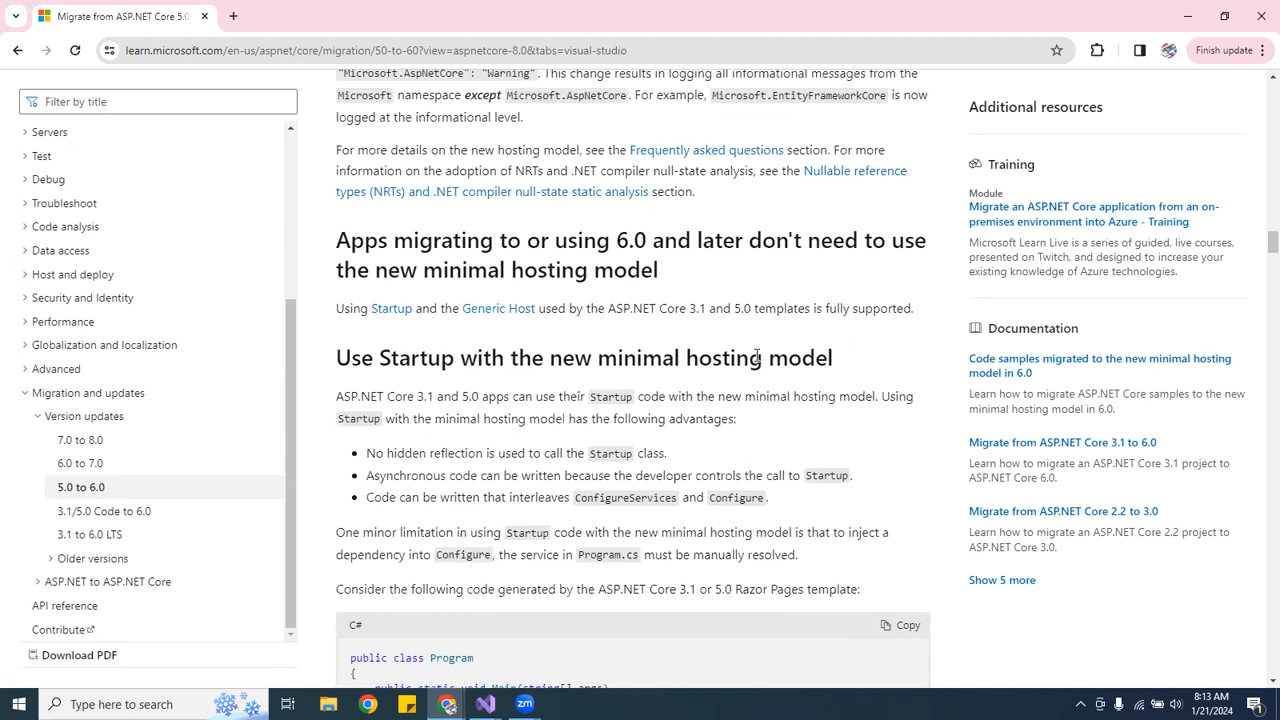 Migrate from ASP.NET Core 5.0
learn.microsoft.com/en-us/aspnet/core/migration/50-to-60?view=aspnetcore-8.0&tabs=visual-studio
Finish update
Filter by title
Servers
Test
Debug
Troubleshoot
Code analysis
Data access
Host and deploy
Security and Identity
Performance
Globalization and localization
Advanced
Migration and updates
Version updates
7.0 to 8.0
6.0 to 7.0
5.0 to 6.0
3.1/5.0 Code to 6.0
3.1 to 6.0 LTS
Older versions
ASP.NET to ASP.NET Core
API reference
Contribute
Download PDF
"Microsoft.AspNetCore": "Warning". This change results in logging all informational messages from the
Microsoft namespace except Microsoft.AspNetCore. For example, Microsoft.EntityFrameworkCore is now
logged at the informational level.
For more details on the new hosting model, see the Frequently asked questions section. For more
information on the adoption of NRTs and .NET compiler null-state analysis, see the Nullable reference
types (NRTs) and .NET compiler null-state static analysis section.
Apps migrating to or using 6.0 and later don't need to use
the new minimal hosting model
Using Startup and the Generic Host used by the ASP.NET Core 3.1 and 5.0 templates is fully supported.
Use Startup with the new minimal hosting model
ASP.NET Core 3.1 and 5.0 apps can use their Startup code with the new minimal hosting model. Using
Startup with the minimal hosting model has the following advantages:
• No hidden reflection is used to call the Startup class.
• Asynchronous code can be written because the developer controls the call to Startup.
• Code can be written that interleaves ConfigureServices and Configure.
One minor limitation in using Startup code with the new minimal hosting model is that to inject a
dependency into Configure, the service in Program.cs must be manually resolved.
Consider the following code generated by the ASP.NET Core 3.1 or 5.0 Razor Pages template:
C#
Copy
public class Program
{
public static void Main(string[] args)
Additional resources
Training
Module
Migrate an ASP.NET Core application from an on-
premises environment into Azure - Training
Microsoft Learn Live is a series of guided, live courses,
presented on Twitch, and designed to increase your
existing knowledge of Azure technologies.
Documentation
Code samples migrated to the new minimal hosting
model in 6.0
Learn how to migrate ASP.NET Core samples to the new
minimal hosting model in 6.0.
Migrate from ASP.NET Core 3.1 to 6.0
Learn how to migrate an ASP.NET Core 3.1 project to
ASP.NET Core 6.0.
Migrate from ASP.NET Core 2.2 to 3.0
Learn how to migrate an ASP.NET Core 2.2 project to
ASP.NET Core 3.0.
Show 5 more
Type here to search
zm
8:13 AM
1/21/2024